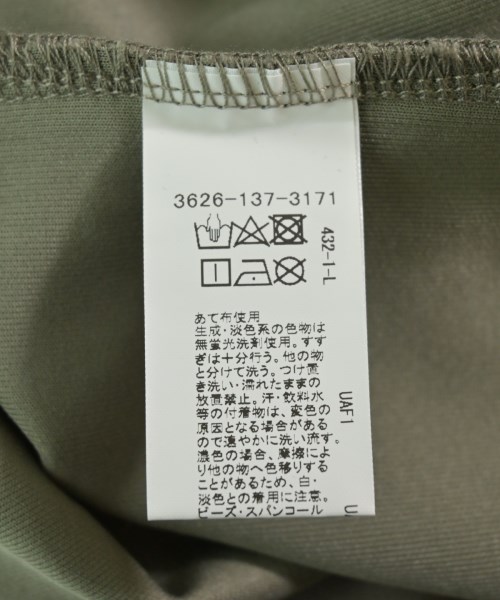 3626-137-3171
432-1-L
あて布使用
生成・淡色系の色物は
無蛍光洗剤使用。すす
ぎは十分行う。他の物
と分けて洗う。つけ置
き洗い・濡れたままの
放置禁止。汗・飲料水
等の付着物は、変色の
原因となる場合がある
ので速やかに洗い流す。
濃色の場合、摩擦によ
り他の物へ色移りする
ことがあるため、白・
淡色との着用に注意。
ビーズ・スパンコール
UAF1